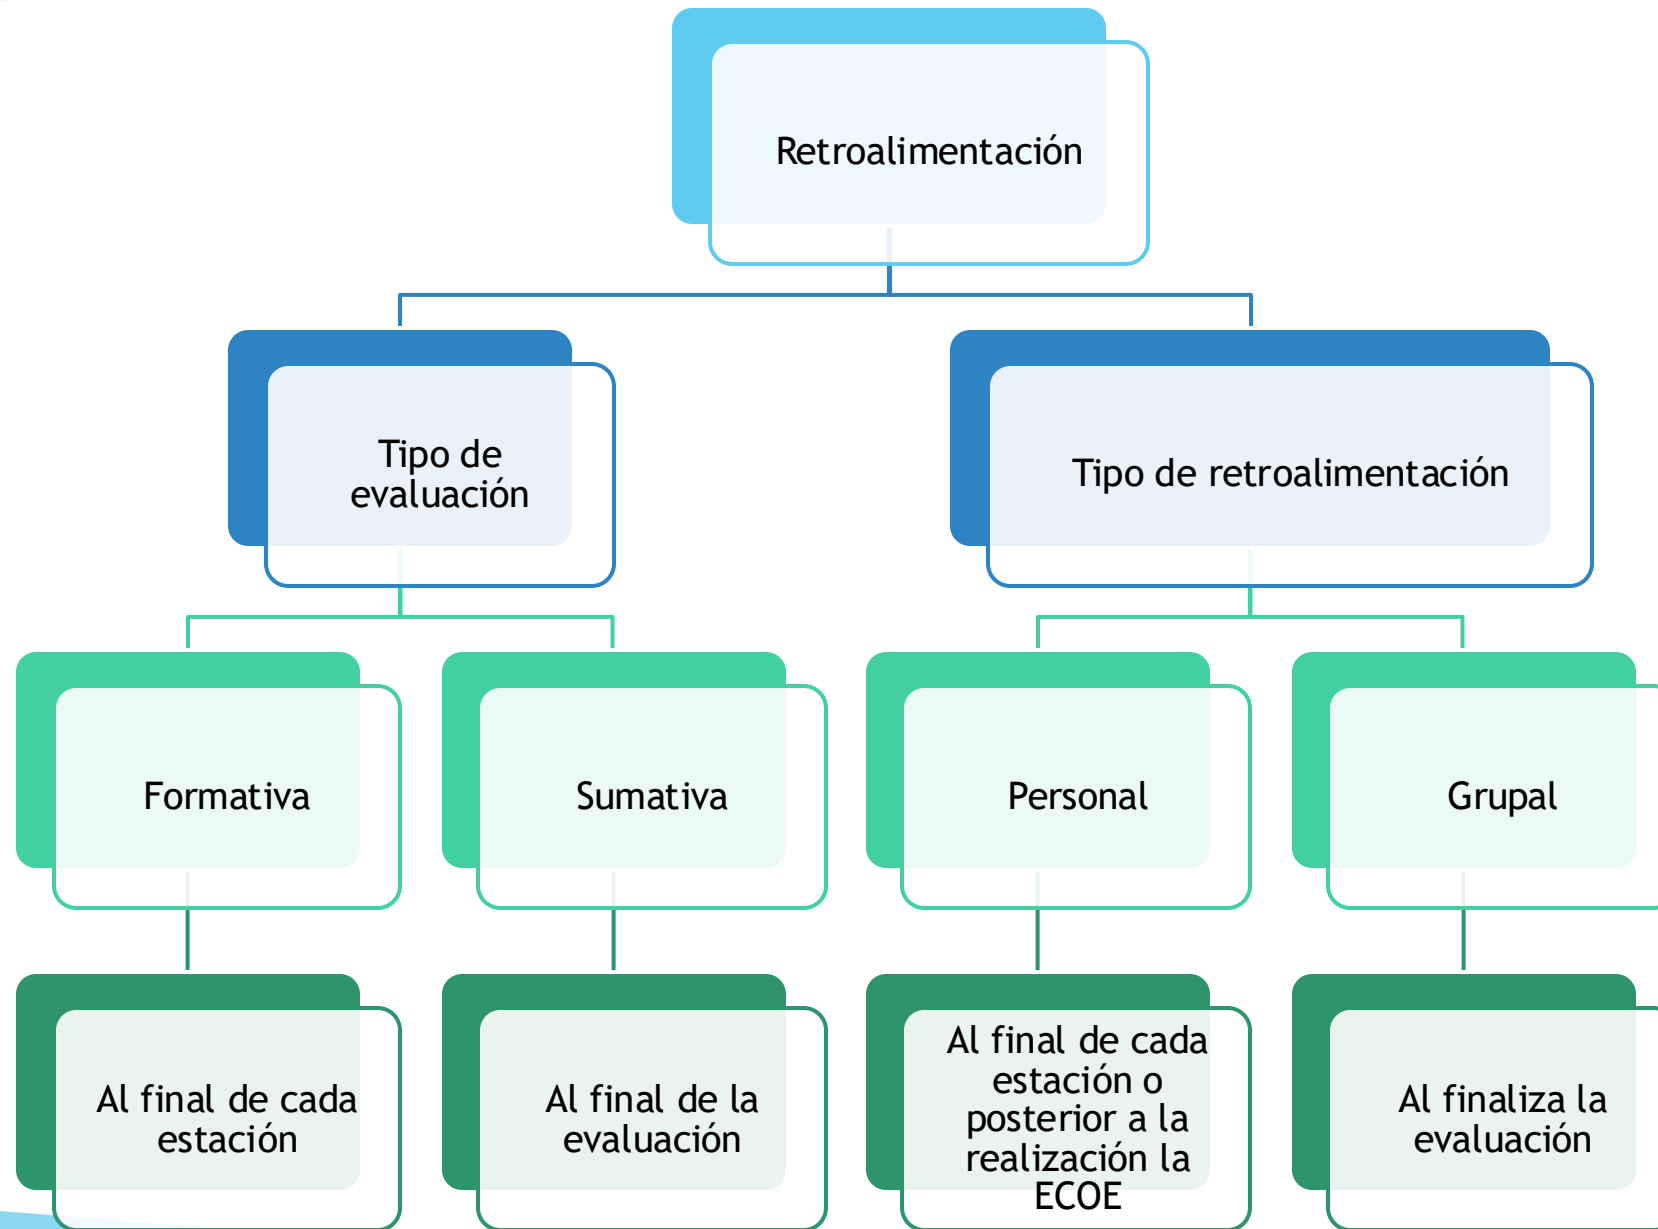 Retroalimentación
Tipo de
evaluación
Tipo de retroalimentación
Formativa
Sumativa
Personal
Grupal
Al final de cada
estación
Al final de la
evaluación
Al final de cada
estación o
posterior a la
realización la
ECOE
Al finaliza la
evaluación